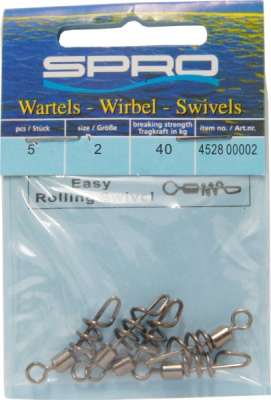 SPRO
Wartels - Wirbel - Swivels
pcs / Stück size / Größe breaking strength Tragkraft in kg item no. / Art.nr.
5 2 40 4528 00002
Easy
Rolling Swivel